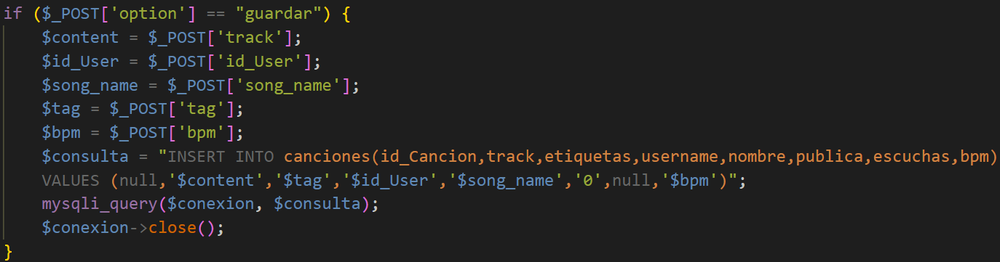 if ($_POST['option'] == "guardar") {
    $content = $_POST['track'];
    $id_User = $_POST['id_User'];
    $song_name = $_POST['song_name'];
    $tag = $_POST['tag'];
    $bpm = $_POST['bpm'];
    $consulta = "INSERT INTO canciones(id_Cancion,track,etiquetas,username,nombre,publica,escuchas,bpm)
    VALUES (null,'$content','$tag','$id_User','$song_name','0',null,'$bpm')";
    mysqli_query($conexion, $consulta);
    $conexion->close();
}